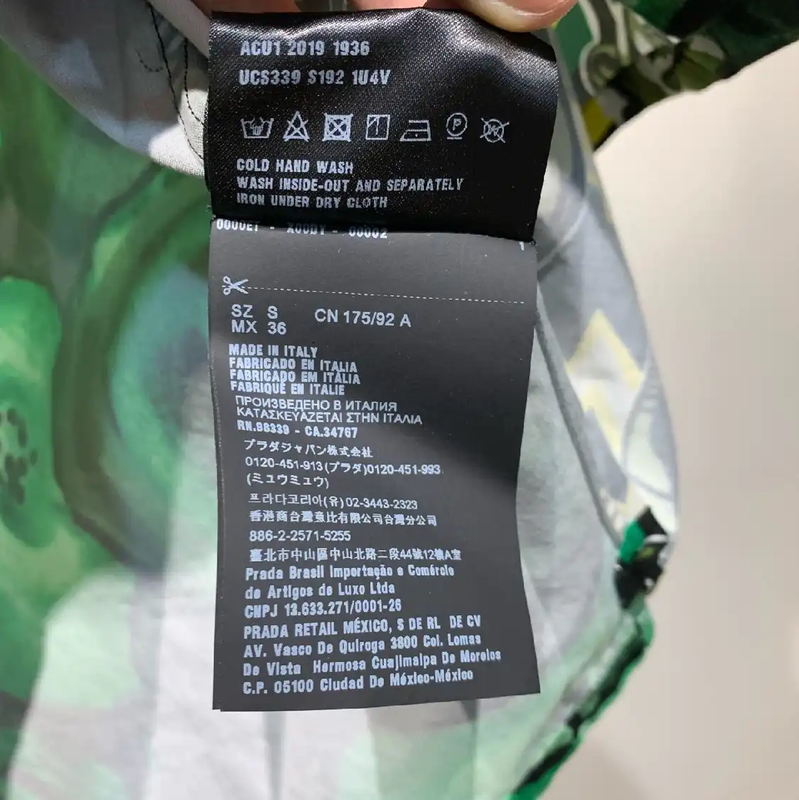 ACU1 2019 1936
UCS339 S192 1U4V
P
COLD HAND WASH
WASH INSIDE-OUT AND SEPARATELY
IRON UNDER DRY CLOTH
SZ S CN 175/92 A
MX 36
MADE IN ITALY
FABRICADO EN ITALIA
FABRICADO EM ITÁLIA
FABRIQUÉ EN ITALIE
ПРОИЗВЕДЕНО В ИТАЛИЯ
ΚΑΤΑΣΚΕΥΑΖΕΤΑΙ ΣΤΗΝ ΙΤΑΛΙΑ
RN.98339 - CA.34767
プラダジャパン株式会社
0120-451-913(プラダ)0120-451-993
(ミュウミュウ)
프라다코리아(유) 02-3443-2323
香港商台灣魚比有限公司台灣分公司
886-2-2571-5255
臺北市中山區中山北路二段44號12樓A室
Prada Brasil Importação e Comércio
de Artigos de Luxo Ltda
CNPJ 13.633.271/0001-26
PRADA RETAIL MÉXICO, S DE RL DE CV
AV. Vasco De Quiroga 3800 Col. Lomas
De Vista Hermosa Cuajimalpa De Morelos
C.P. 05100 Ciudad De México-México